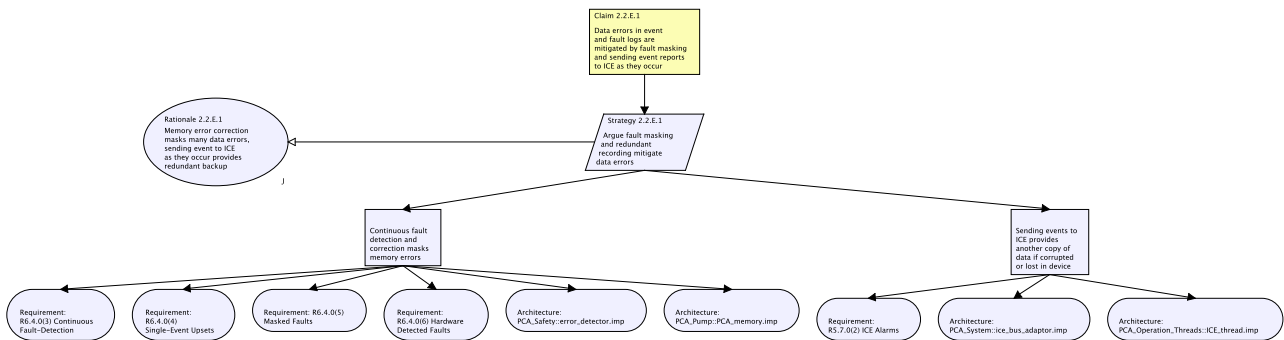 Claim 2.2.E.1
Data errors in event
and fault logs are
mitigated by fault masking
and sending event reports
to ICE as they occur
Rationale 2.2.E.1
Memory error correction
masks many data errors,
sending event to ICE
as they occur provides
redundant backup
J
Strategy 2.2.E.1
Argue fault masking
and redundant
recording mitigate
data errors
Continuous fault
detection and
correction masks
memory errors
Sending events to
ICE provides
another copy of
data if corrupted
or lost in device
Requirement:
R6.4.0(3) Continuous
Fault-Detection
Requirement:
R6.4.0(4)
Single-Event Upsets
Requirement: R6.4.0(5)
Masked Faults
Requirement:
R6.4.0(6) Hardware
Detected Faults
Architecture:
PCA_Safety::error_detector.imp
Architecture:
PCA_Pump::PCA_memory.imp
Requirement:
R5.7.0(2) ICE Alarms
Architecture:
PCA_System::ice_bus_adaptor.imp
Architecture:
PCA_Operation_Threads::ICE_thread.imp